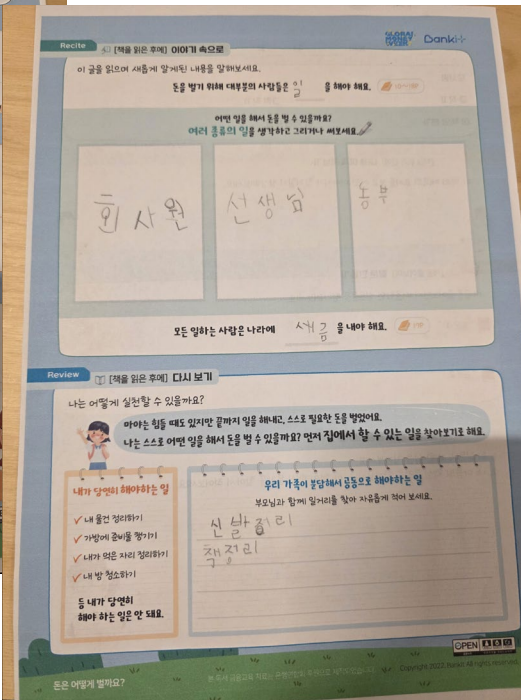 Recite [책을 읽은 후에] 이야기 속으로
GLOBAL MONEY WEEK Banki+
이 글을 읽으며 새롭게 알게된 내용을 말해보세요.
돈을 벌기 위해 대부분의 사람들은 일 을 해야 해요.
어떤 일을 해서 돈을 벌 수 있을까요?
여러 종류의 일을 생각하고 그리거나 써보세요.
회사원 선생님 농부
모든 일하는 사람은 나라에 세금 을 내야 해요.
Review [책을 읽은 후에] 다시 보기
나는 어떻게 실천할 수 있을까요?
마야는 힘들 때도 있지만 끝까지 일을 해내고, 스스로 필요한 돈을 벌었어요.
나는 스스로 어떤 일을 해서 돈을 벌 수 있을까요? 먼저 집에서 할 수 있는 일을 찾아보기로 해요.
내가 당연히 해야하는 일
내 물건 정리하기
가방에 준비물 챙기기
내가 먹은 자리 정리하기
내 방 청소하기
등 내가 당연히
해야 하는 일은 안 돼요.
우리 가족이 분담해서 공동으로 해야하는 일
부모님과 함께 일거리를 찾아 자유롭게 적어 보세요.
신발정리
책정리
OPEN
Copyright 2022. Banki All rights reserved.
돈은 어떻게 벌까요?